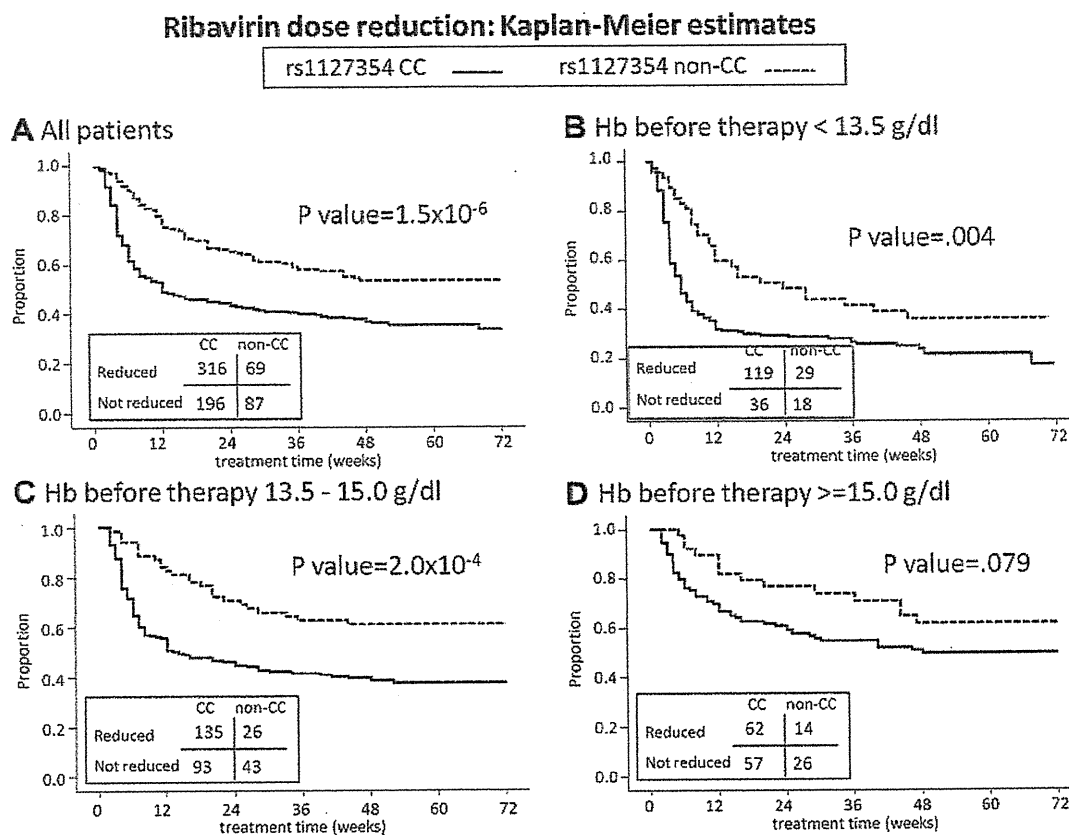 Ribavirin dose reduction: Kaplan-Meier estimates
rs1127354 CC rs1127354 non-CC
A All patients
1.0
0.8
0.6
0.4
0.2
0.0
Proportion
P value=1.5x10-6
CC non-CC
Reduced 316 69
Not reduced 196 87
0 12 24 36 48 60 72
treatment time (weeks)
B Hb before therapy < 13.5 g/dl
1.0
0.8
0.6
0.4
0.2
0.0
Proportion
P value=.004
CC non-CC
Reduced 119 29
Not reduced 36 18
0 12 24 36 48 60 72
treatment time (weeks)
C Hb before therapy 13.5 - 15.0 g/dl
1.0
0.8
0.6
0.4
0.2
0.0
Proportion
P value=2.0x10-4
CC non-CC
Reduced 135 26
Not reduced 93 43
0 12 24 36 48 60 72
treatment time (weeks)
D Hb before therapy >=15.0 g/dl
1.0
0.8
0.6
0.4
0.2
0.0
Proportion
P value=.079
CC non-CC
Reduced 62 14
Not reduced 57 26
0 12 24 36 48 60 72
treatment time (weeks)